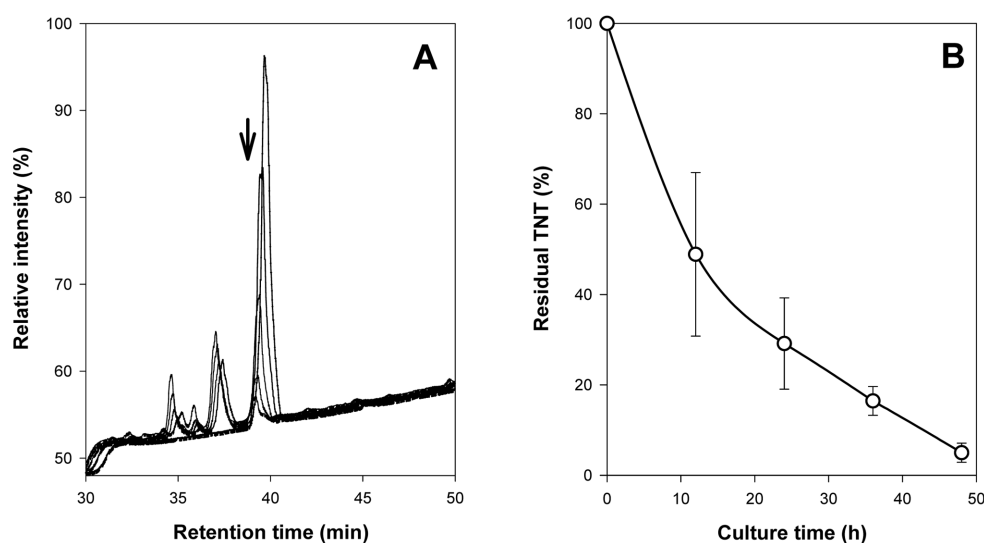 A
Relative intensity (%)
100
90
80
70
60
50
30 35 40 45 50
Retention time (min)
B
Residual TNT (%)
100
80
60
40
20
0
0 10 20 30 40 50
Culture time (h)